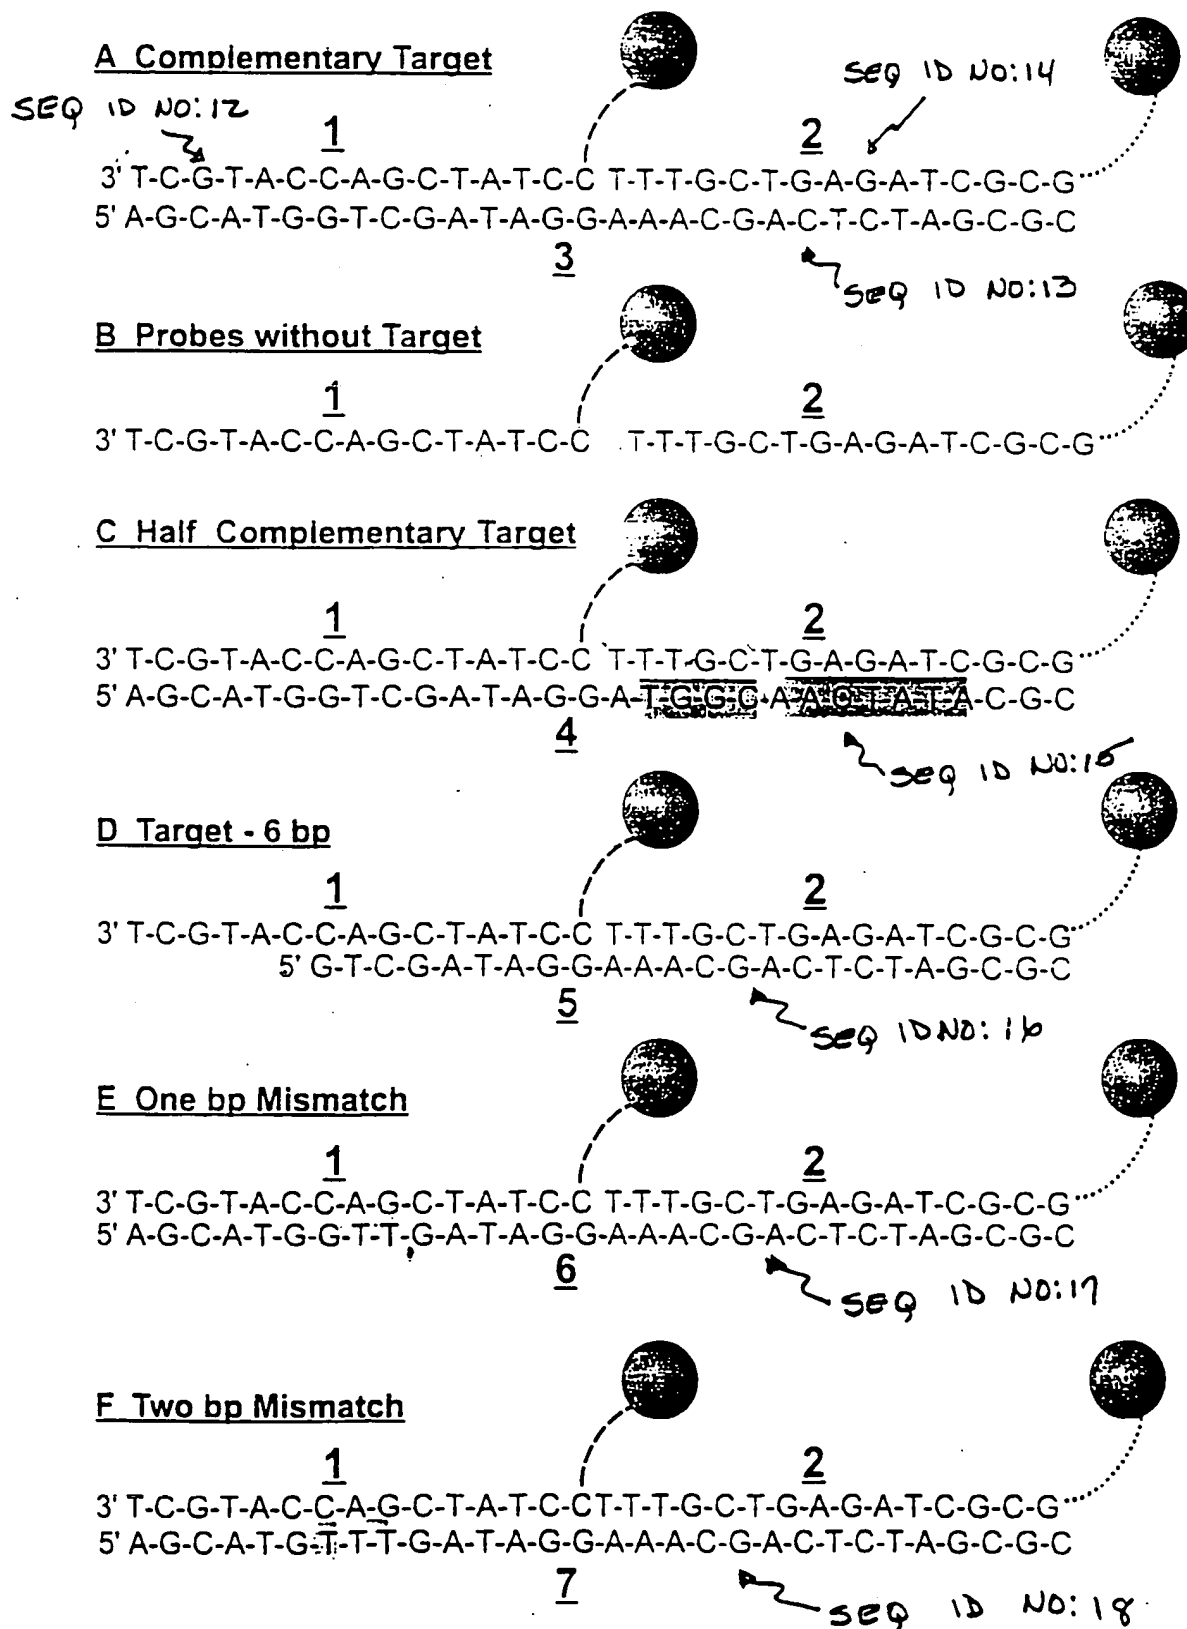 A Complementary Target
SEQ ID NO:12
SEQ ID NO:14
1
2
3' T-C-G-T-A-C-C-A-G-C-T-A-T-C-C T-T-T-G-C-T-G-A-G-A-T-C-G-C-G
5' A-G-C-A-T-G-G-T-C-G-A-T-A-G-G-A-A-A-C-G-A-C-T-C-T-A-G-C-G-C
3
SEQ ID NO:13
B Probes without Target
1
2
3' T-C-G-T-A-C-C-A-G-C-T-A-T-C-C T-T-T-G-C-T-G-A-G-A-T-C-G-C-G
C Half Complementary Target
1
2
3' T-C-G-T-A-C-C-A-G-C-T-A-T-C-C T-T-T-G-C-T-G-A-G-A-T-C-G-C-G
5' A-G-C-A-T-G-G-T-C-G-A-T-A-G-G-A-T-G-G-C-A-A-C-T-A-T-A-C-G-C
4
SEQ ID NO:15
D Target - 6 bp
1
2
3' T-C-G-T-A-C-C-A-G-C-T-A-T-C-C T-T-T-G-C-T-G-A-G-A-T-C-G-C-G
5' G-T-C-G-A-T-A-G-G-A-A-A-C-G-A-C-T-C-T-A-G-C-G-C
5
SEQ ID NO:16
E One bp Mismatch
1
2
3' T-C-G-T-A-C-C-A-G-C-T-A-T-C-C T-T-T-G-C-T-G-A-G-A-T-C-G-C-G
5' A-G-C-A-T-G-G-T-T-G-A-T-A-G-G-A-A-A-C-G-A-C-T-C-T-A-G-C-G-C
6
SEQ ID NO:17
F Two bp Mismatch
1
2
3' T-C-G-T-A-C-C-A-G-C-T-A-T-C-C-T-T-T-G-C-T-G-A-G-A-T-C-G-C-G
5' A-G-C-A-T-G-T-T-T-G-A-T-A-G-G-A-A-A-C-G-A-C-T-C-T-A-G-C-G-C
7
SEQ ID NO:18